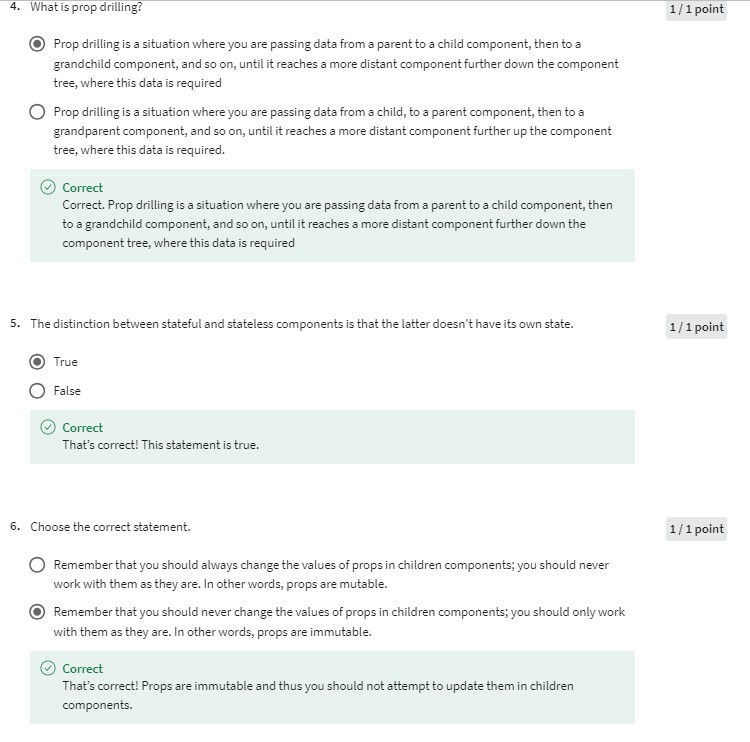 4. What is prop drilling?
1 / 1 point
Prop drilling is a situation where you are passing data from a parent to a child component, then to a
grandchild component, and so on, until it reaches a more distant component further down the component
tree, where this data is required
Prop drilling is a situation where you are passing data from a child, to a parent component, then to a
grandparent component, and so on, until it reaches a more distant component further up the component
tree, where this data is required.
Correct
Correct. Prop drilling is a situation where you are passing data from a parent to a child component, then
to a grandchild component, and so on, until it reaches a more distant component further down the
component tree, where this data is required
5. The distinction between stateful and stateless components is that the latter doesn't have its own state.
1 / 1 point
True
False
Correct
That's correct! This statement is true.
6. Choose the correct statement.
1 / 1 point
Remember that you should always change the values of props in children components; you should never
work with them as they are. In other words, props are mutable.
Remember that you should never change the values of props in children components; you should only work
with them as they are. In other words, props are immutable.
Correct
That's correct! Props are immutable and thus you should not attempt to update them in children
components.